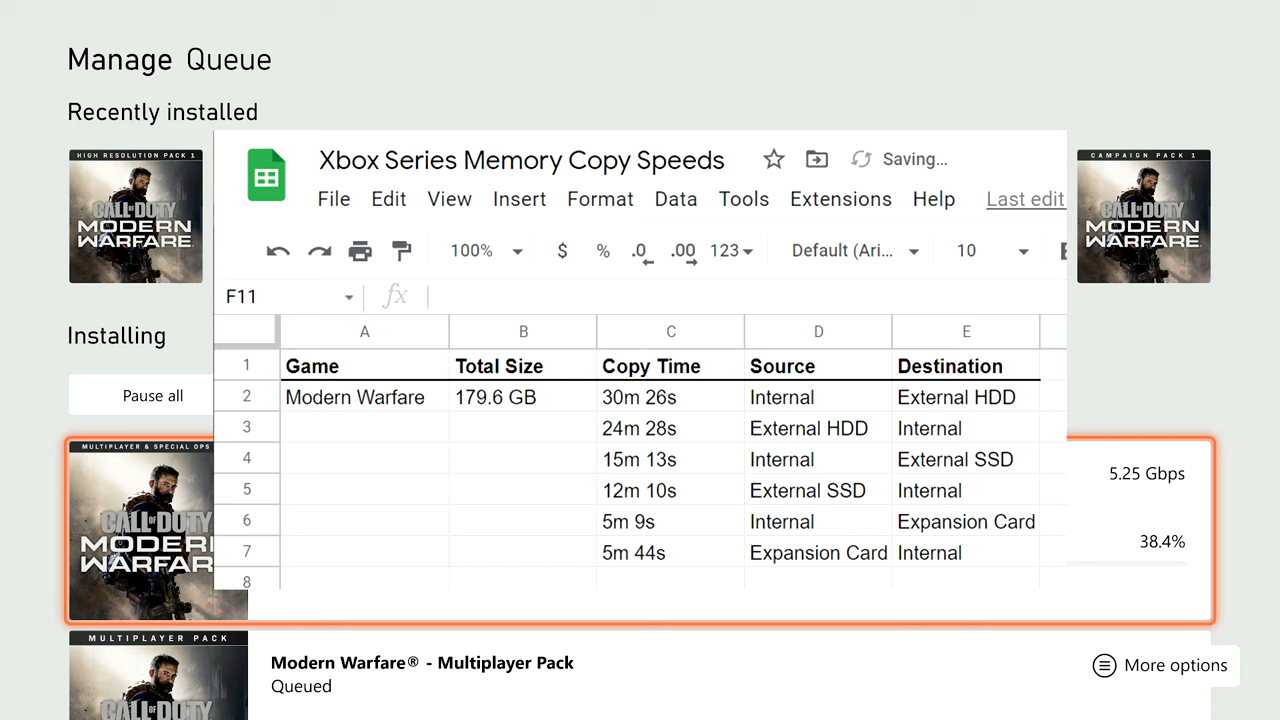 Manage Queue
Recently installed
HIGH RESOLUTION PACK 1
CALL OF DUTY
MODERN
WARFARE
CAMPAIGN PACK 1
CALL OF DUTY
MODERN
WARFARE
Xbox Series Memory Copy Speeds Saving...
File Edit View Insert Format Data Tools Extensions Help Last edit
100% $ % .0 .00 123 Default (Ari... 10
F11 fx
A B C D E
1 Game Total Size Copy Time Source Destination
2 Modern Warfare 179.6 GB 30m 26s Internal External HDD
3 24m 28s External HDD Internal
4 15m 13s Internal External SSD
5 12m 10s External SSD Internal
6 5m 9s Internal Expansion Card
7 5m 44s Expansion Card Internal
8
Installing
Pause all
MULTIPLAYER & SPECIAL OPS
CALL OF DUTY
MODERN
WARFARE
5.25 Gbps
38.4%
MULTIPLAYER PACK
CALL OF DUTY
Modern Warfare® - Multiplayer Pack
Queued
More options